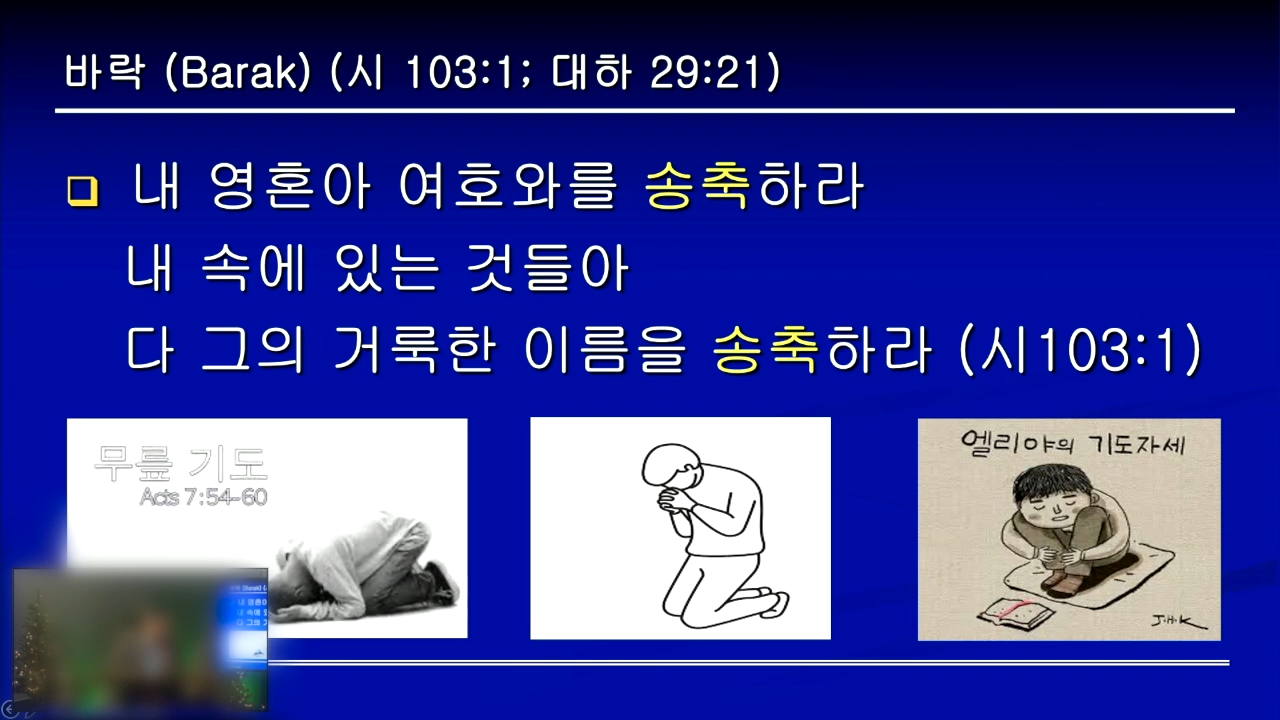 바락 (Barak) (시 103:1; 대하 29:21)
내 영혼아 여호와를 송축하라
내 속에 있는 것들아
다 그의 거룩한 이름을 송축하라 (시103:1)
무릎 기도
Acts 7:54-60
엘리야의 기도자세
J.H.K